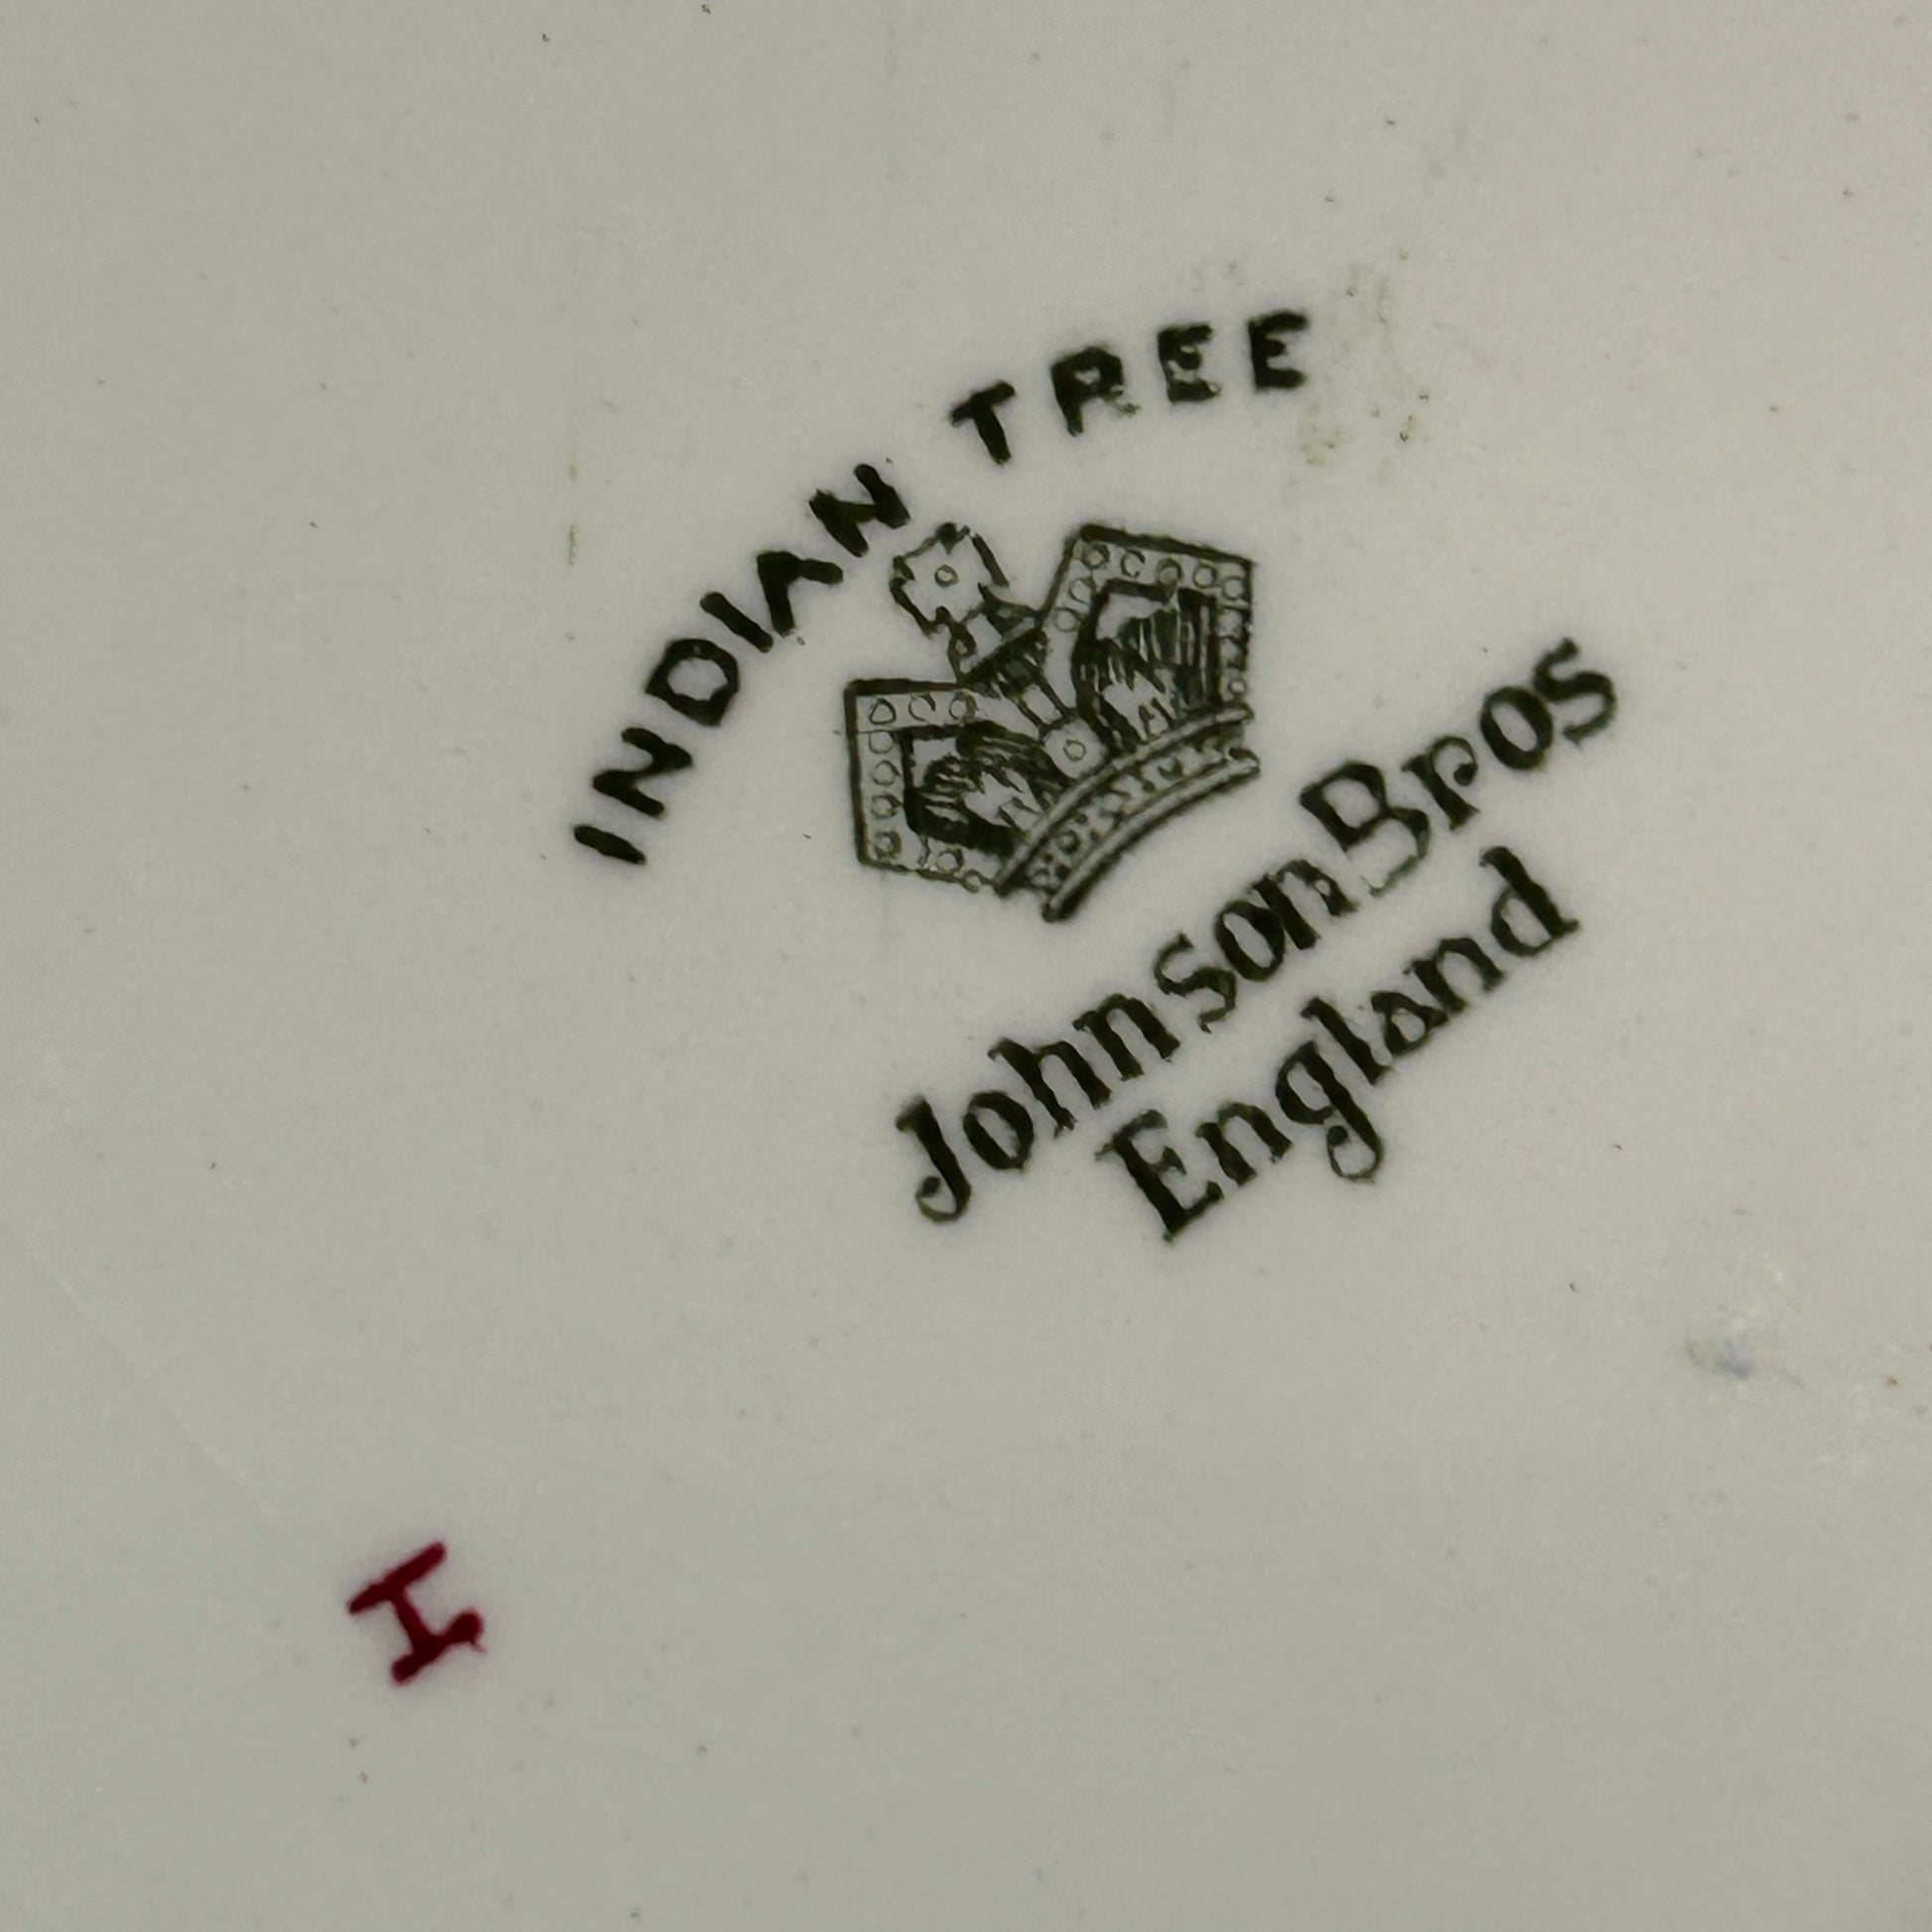 INDIAN TREE
Johnson Bros
England
I